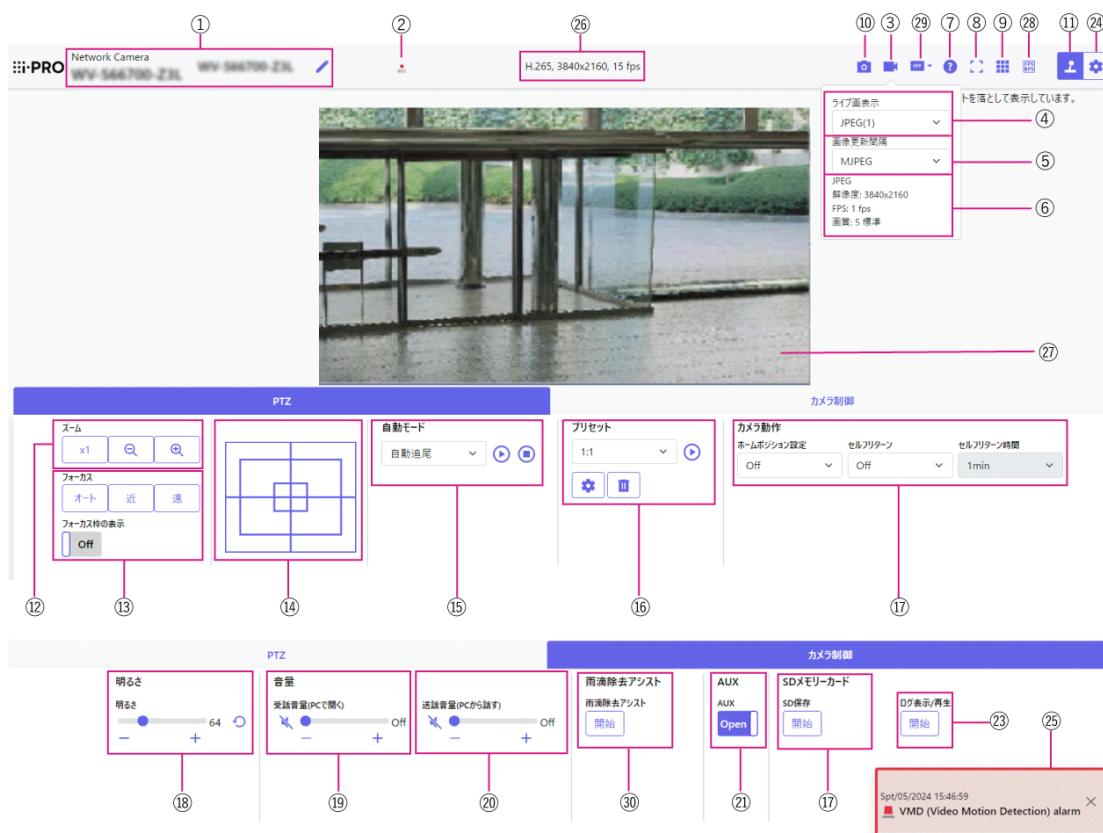 ① ② ㉖ ⑩ ③ ㉙ ⑦ ⑧ ⑨ ㉘ ⑪ ㉔
i-PRO
Network Camera
REC
H.265, 3840x2160, 15 fps
OFF
トを落として表示しています。
ライブ画表示
JPEG(1)
④
画像更新間隔
MJPEG
⑤
JPEG
解像度: 3840x2160
FPS: 1 fps
画質: 5 標準
⑥
㉗
PTZ
カメラ制御
ズーム
x1
フォーカス
オート 近 遠
フォーカス枠の表示
Off
自動モード
自動追尾
プリセット
1:1
カメラ動作
ホームポジション設定 セルフリターン セルフリターン時間
Off Off 1min
⑫ ⑬ ⑭ ⑮ ⑯ ⑰
PTZ
カメラ制御
明るさ
明るさ
64
音量
受話音量(PCで聞く)
Off
送話音量(PCから話す)
Off
雨滴除去アシスト
雨滴除去アシスト
開始
AUX
AUX
Open
SDメモリーカード
SD保存
開始
ログ表示/再生
開始
㉓
㉕
Spt/05/2024 15:46:59
VMD (Video Motion Detection) alarm
⑱ ⑲ ⑳ ㉚ ㉑ ⑰